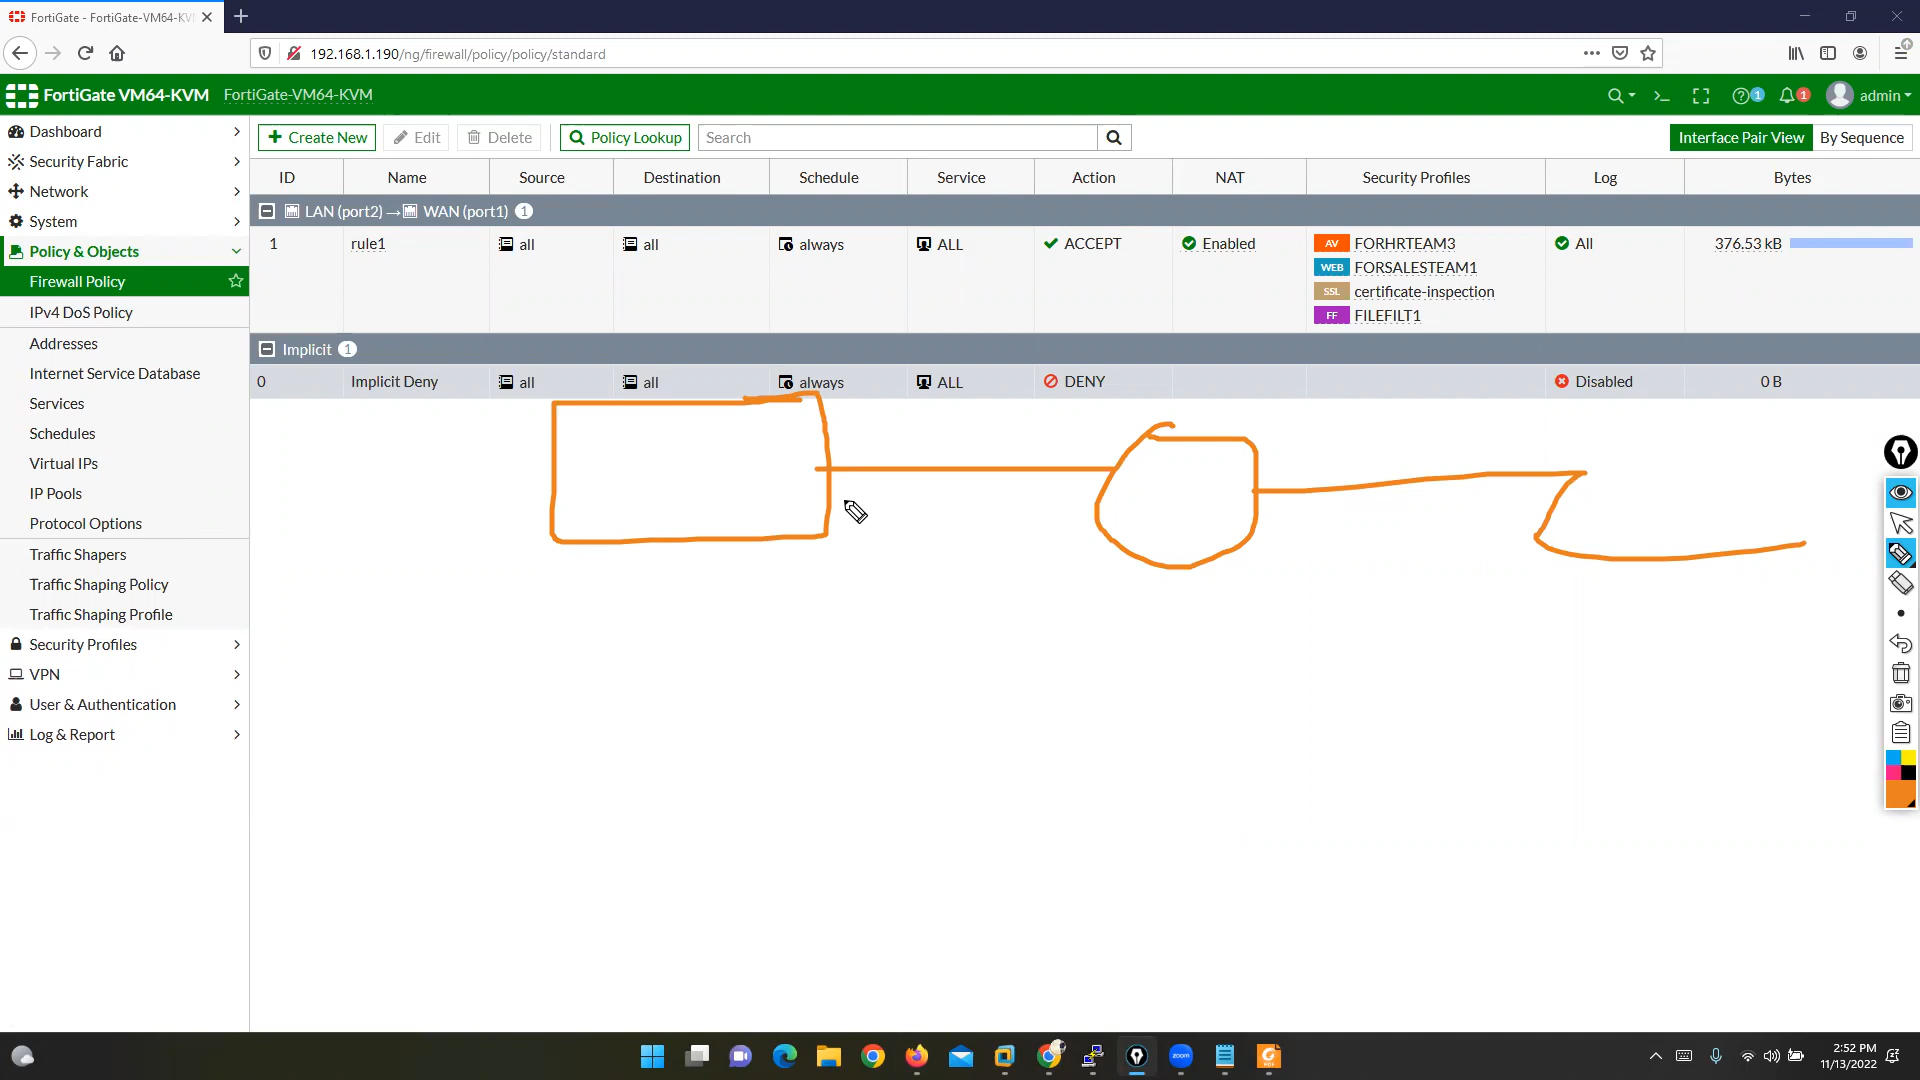 FortiGate - FortiGate-VM64-KV
192.168.1.190/ng/firewall/policy/policy/standard
FortiGate VM64-KVM FortiGate-VM64-KVM 1 1 admin
Dashboard
Security Fabric
Network
System
Policy & Objects
Firewall Policy
IPv4 DoS Policy
Addresses
Internet Service Database
Services
Schedules
Virtual IPs
IP Pools
Protocol Options
Traffic Shapers
Traffic Shaping Policy
Traffic Shaping Profile
Security Profiles
VPN
User & Authentication
Log & Report
Create New Edit Delete Policy Lookup Search Interface Pair View By Sequence
ID Name Source Destination Schedule Service Action NAT Security Profiles Log Bytes
LAN (port2) → WAN (port1) 1
1 rule1 all all always ALL ACCEPT Enabled AV FORHRTEAM3 All 376.53 kB
WEB FORSALESTEAM1
SSL certificate-inspection
FF FILEFILT1
Implicit 1
0 Implicit Deny all all always ALL DENY Disabled 0 B
zoom
PDF
2:52 PM
11/13/2022